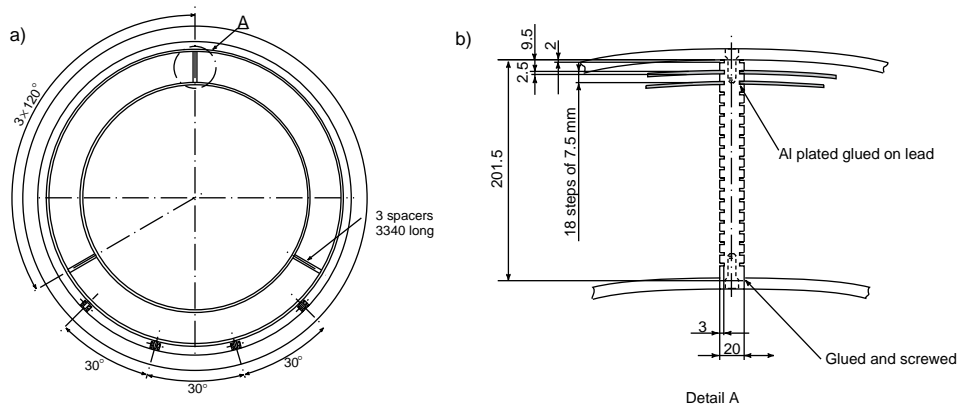 a)
A
3×120°
3 spacers
3340 long
30°
30°
30°
b)
9.5
2
2.5
201.5
18 steps of 7.5 mm
Al plated glued on lead
3
20
Glued and screwed
Detail A